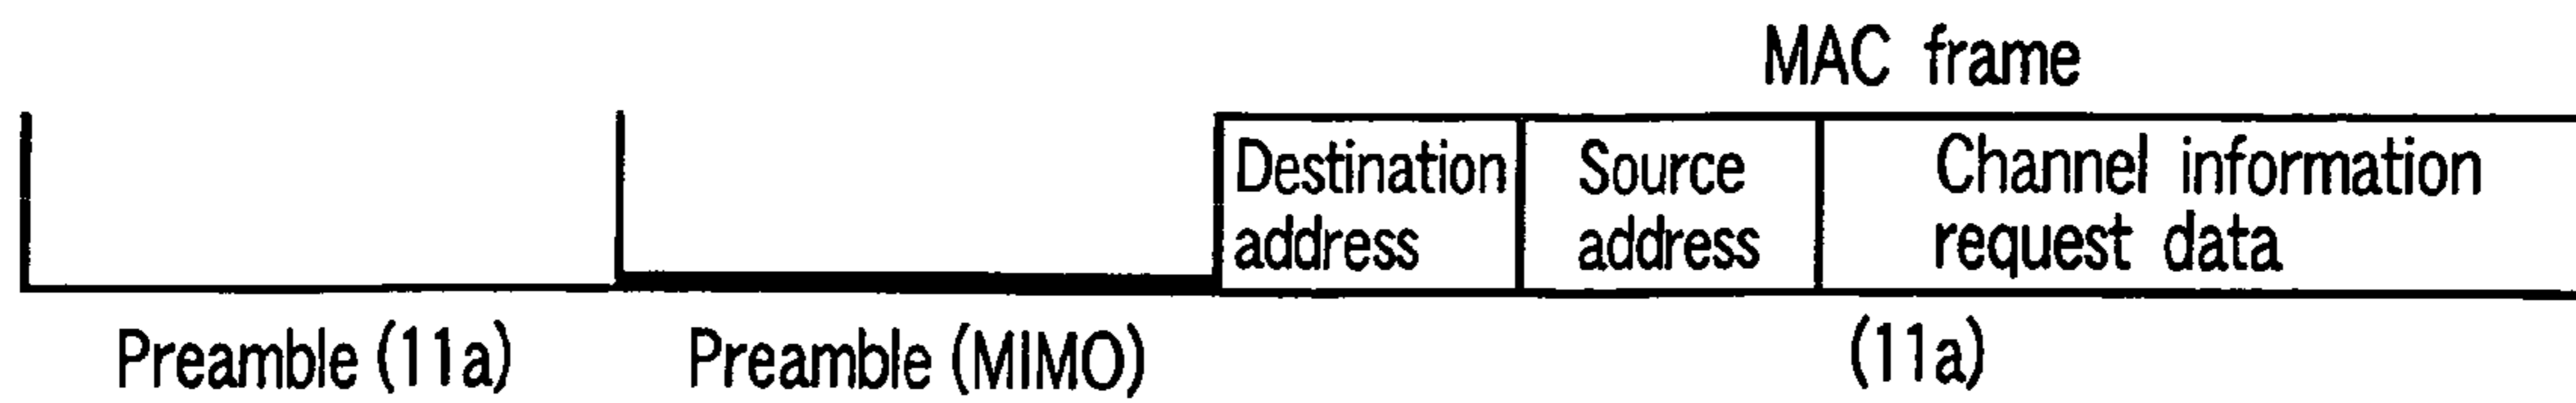 MAC frame
Destination address
Source address
Channel information request data
Preamble (11a)
Preamble (MIMO)
(11a)